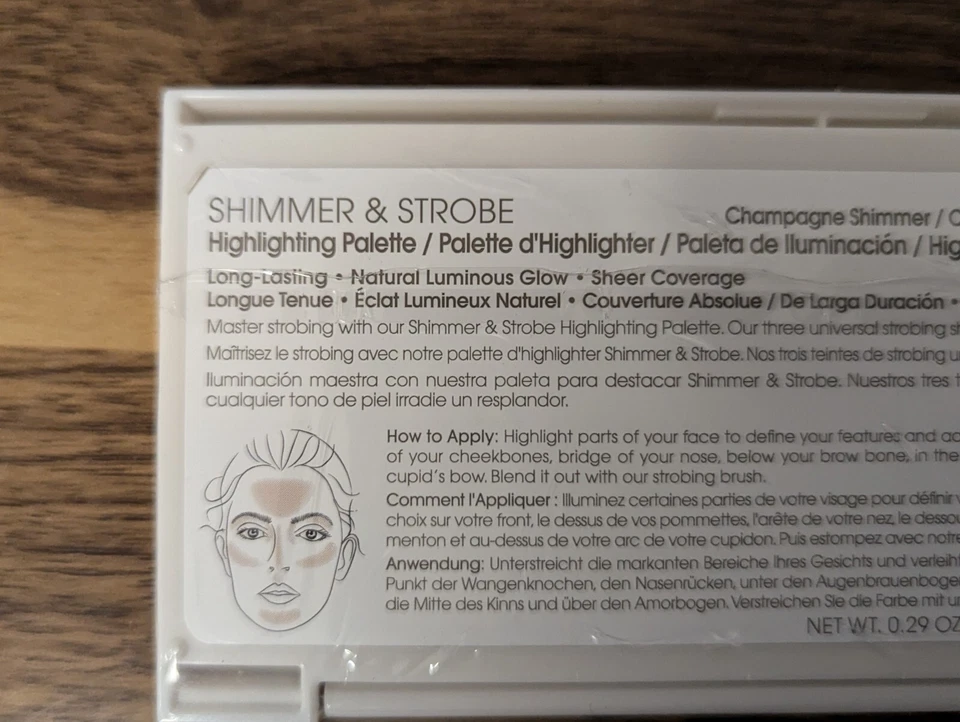 SHIMMER & STROBE
Champagne Shimmer /
Highlighting Palette / Palette d'Highlighter / Paleta de Iluminación /
Long-Lasting • Natural Luminous Glow • Sheer Coverage
Longue Tenue • Éclat Lumineux Naturel • Couverture Absolue / De Larga Duración •
Master strobing with our Shimmer & Strobe Highlighting Palette. Our three universal strobing
Maîtrisez le strobing avec notre palette d'highlighter Shimmer & Strobe. Nos trois teintes de strobing
Iluminación maestra con nuestra paleta para destacar Shimmer & Strobe. Nuestros tres
cualquier tono de piel irradie un resplandor.
How to Apply: Highlight parts of your face to define your features and
of your cheekbones, bridge of your nose, below your brow bone, in the
cupid's bow. Blend it out with our strobing brush.
Comment l'Appliquer : Illuminez certaines parties de votre visage pour définir
choix sur votre front, le dessus de vos pommettes, l'arête de votre nez, le
menton et au-dessus de votre arc de votre cupidon. Puis estompez avec
Anwendung: Unterstreicht die markanten Bereiche Ihres Gesichts und
Punkt der Wangenknochen, den Nasenrücken, unter den
die Mitte des Kinns und über den Amorbogen. Verstreichen Sie die Farbe mit
NET WT. 0.29 OZ